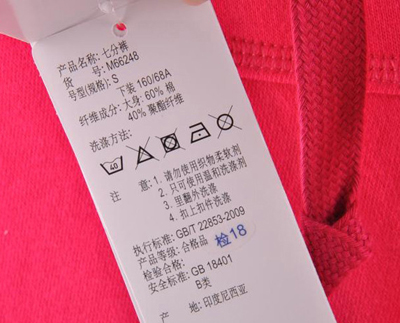 产品名称: 七分裤
货 号: M66248
号型(规格): S
下装 160/68A
纤维成分: 大身: 60% 棉
40% 聚酯纤维
洗涤方法:
40
注 意: 1. 请勿使用织物柔软剂
2. 只可使用温和洗涤剂
3. 里翻外洗涤
4. 扣上扣件洗涤
执行标准: GB/T 22853-2009
产品等级: 合格品
检验合格: 检18
安全标准: GB 18401
B类
产 地: 印度尼西亚